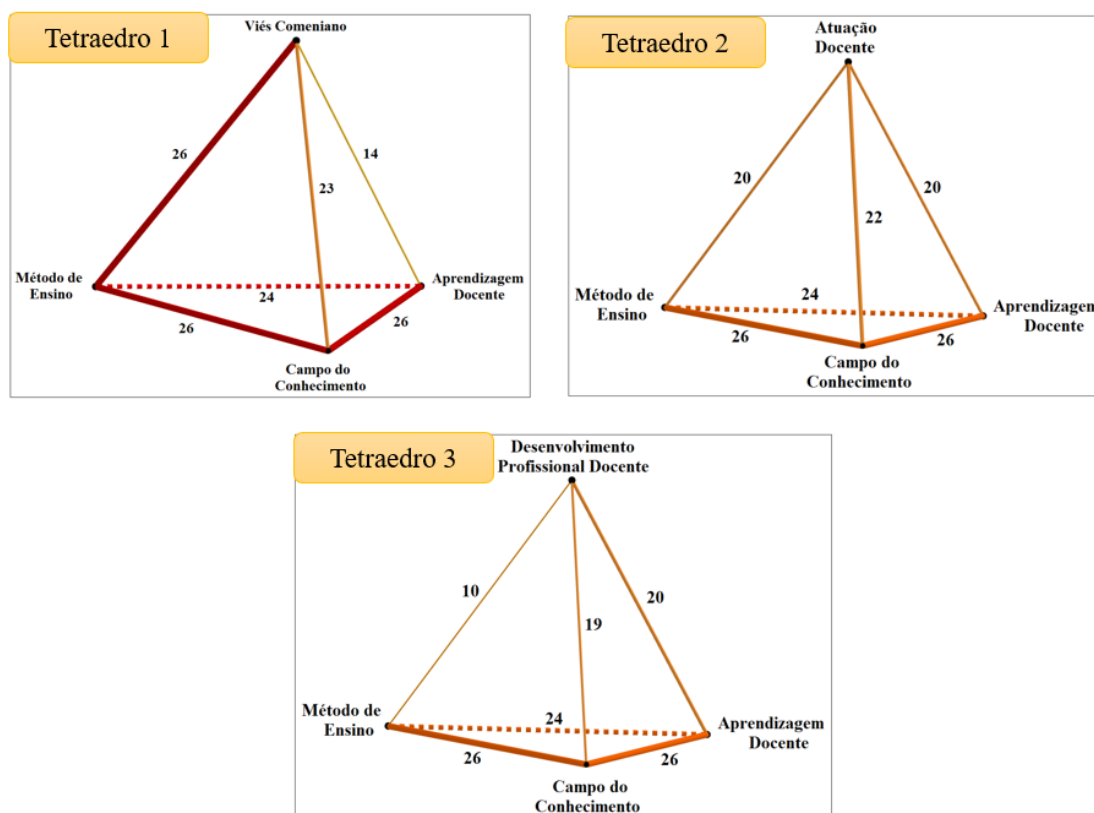 Tetraedro 1
Viés Comeniano
26
14
23
Método de
Ensino
24
Aprendizagem
Docente
26
26
Campo do
Conhecimento
Tetraedro 2
Atuação
Docente
20
20
22
Método de
Ensino
24
Aprendizagem
Docente
26
26
Campo do
Conhecimento
Tetraedro 3
Desenvolvimento
Profissional Docente
10
20
19
Método de
Ensino
24
Aprendizagem
Docente
26
26
Campo do
Conhecimento